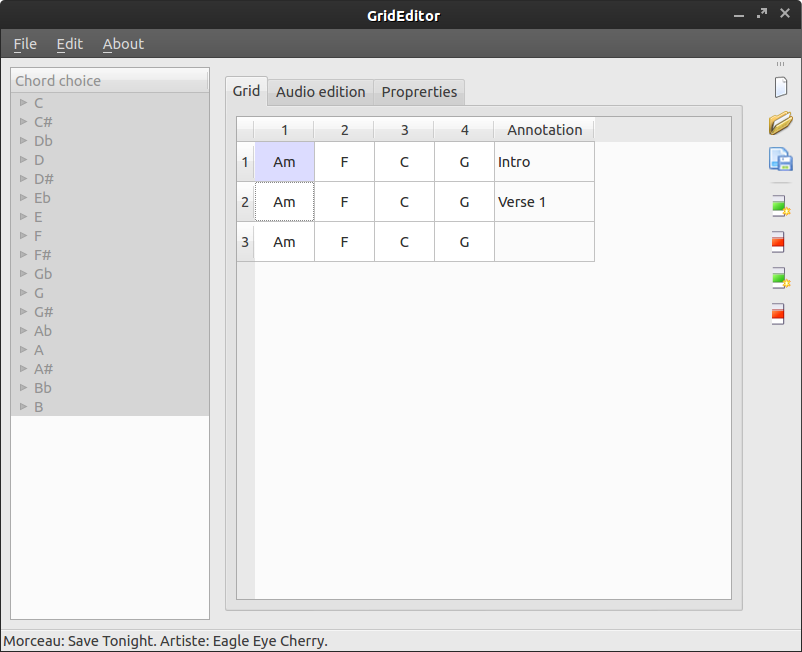 GridEditor
File Edit About
Chord choice
C
C#
Db
D
D#
Eb
E
F
F#
Gb
G
G#
Ab
A
A#
Bb
B
Grid Audio edition Proprerties
1 2 3 4 Annotation
1 Am F C G Intro
2 Am F C G Verse 1
3 Am F C G
Morceau: Save Tonight. Artiste: Eagle Eye Cherry.